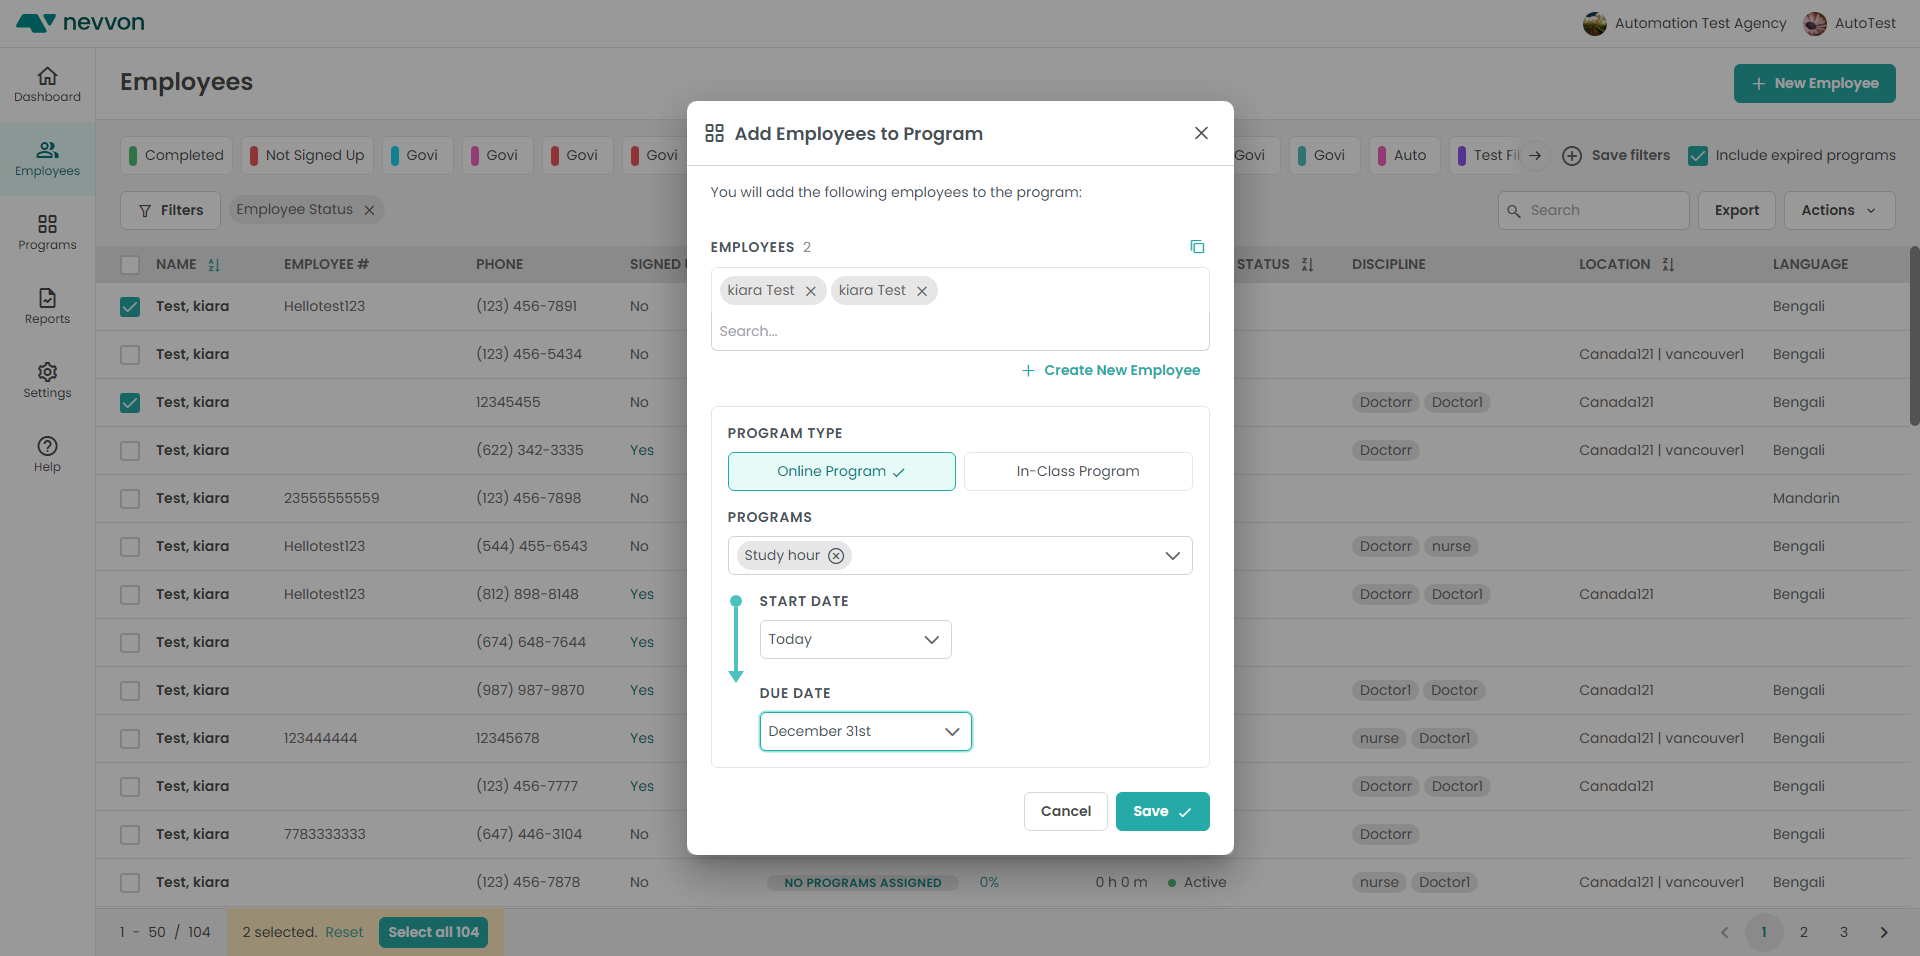 nevvon
Automation Test Agency
AutoTest
Dashboard
Employees
Programs
Reports
Settings
Help
Employees
New Employee
Completed
Not Signed Up
Govi
Govi
Govi
Govi
Govi
Govi
Auto
Test
Save filters
Include expired programs
Filters
Employee Status
Search
Export
Actions
NAME EMPLOYEE # PHONE SIGNED STATUS DISCIPLINE LOCATION LANGUAGE
Test, kiara Hellotest123 (123) 456-7891 No Bengali
Test, kiara (123) 456-5434 No Canada121 | vancouver1 Bengali
Test, kiara 12345455 No Doctorr Doctor1 Canada121 Bengali
Test, kiara (622) 342-3335 Yes Doctorr Canada121 | vancouver1 Bengali
Test, kiara 23555555559 (123) 456-7898 No Mandarin
Test, kiara Hellotest123 (544) 455-6543 No Doctorr nurse Bengali
Test, kiara Hellotest123 (812) 898-8148 Yes Doctorr Doctor1 Canada121 Bengali
Test, kiara (674) 648-7644 Yes
Test, kiara (987) 987-9870 Yes Doctor1 Doctor Canada121 Bengali
Test, kiara 123444444 12345678 Yes nurse Doctor1 Canada121 | vancouver1 Bengali
Test, kiara (123) 456-7777 Yes Doctorr Doctor1 Canada121 Bengali
Test, kiara 7783333333 (647) 446-3104 No Doctorr Bengali
Test, kiara (123) 456-7878 No NO PROGRAMS ASSIGNED 0% 0 h 0 m Active nurse Doctor1 Canada121 | vancouver1 Bengali
1 - 50 / 104
2 selected. Reset Select all 104
1 2 3
Add Employees to Program
You will add the following employees to the program:
EMPLOYEES 2
kiara Test kiara Test
Search...
Create New Employee
PROGRAM TYPE
Online Program In-Class Program
PROGRAMS
Study hour
START DATE
Today
DUE DATE
December 31st
Cancel Save